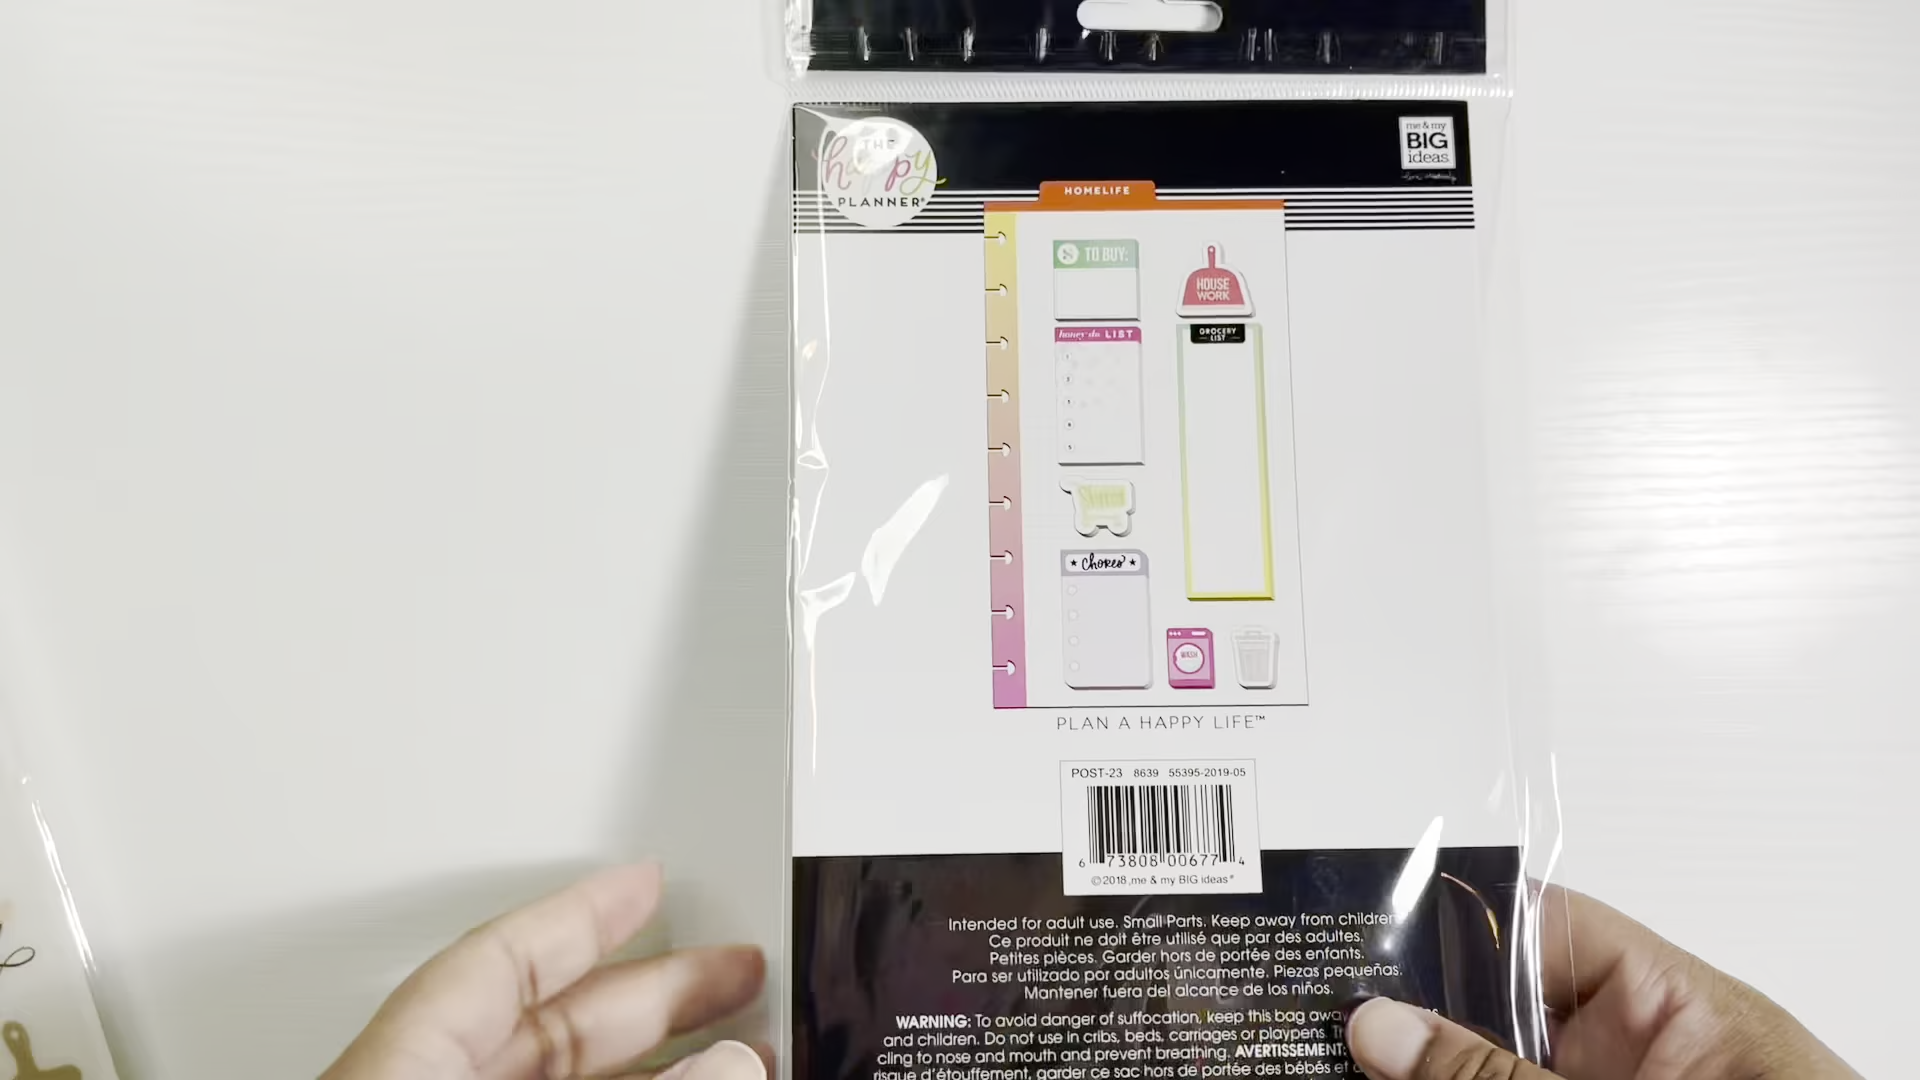 THE
happy
PLANNER®
me & my
BIG
ideas
HOMELIFE
TO BUY:
HOUSE
WORK
honey-do LIST
GROCERY
LIST
1
2
3
4
5
Chores
WASH
PLAN A HAPPY LIFE™
POST-23 8639 55395-2019-05
6 73808 00677 4
©2018 me & my BIG ideas®
Intended for adult use. Small Parts. Keep away from children
Ce produit ne doit être utilisé que par des adultes.
Petites pièces. Garder hors de portée des enfants.
Para ser utilizado por adultos únicamente. Piezas pequeñas.
Mantener fuera del alcance de los niños.
WARNING: To avoid danger of suffocation, keep this bag away
and children. Do not use in cribs, beds, carriages or playpens.
cling to nose and mouth and prevent breathing. AVERTISSEMENT:
risque d'étouffement, garder ce sac hors de portée des bébés et